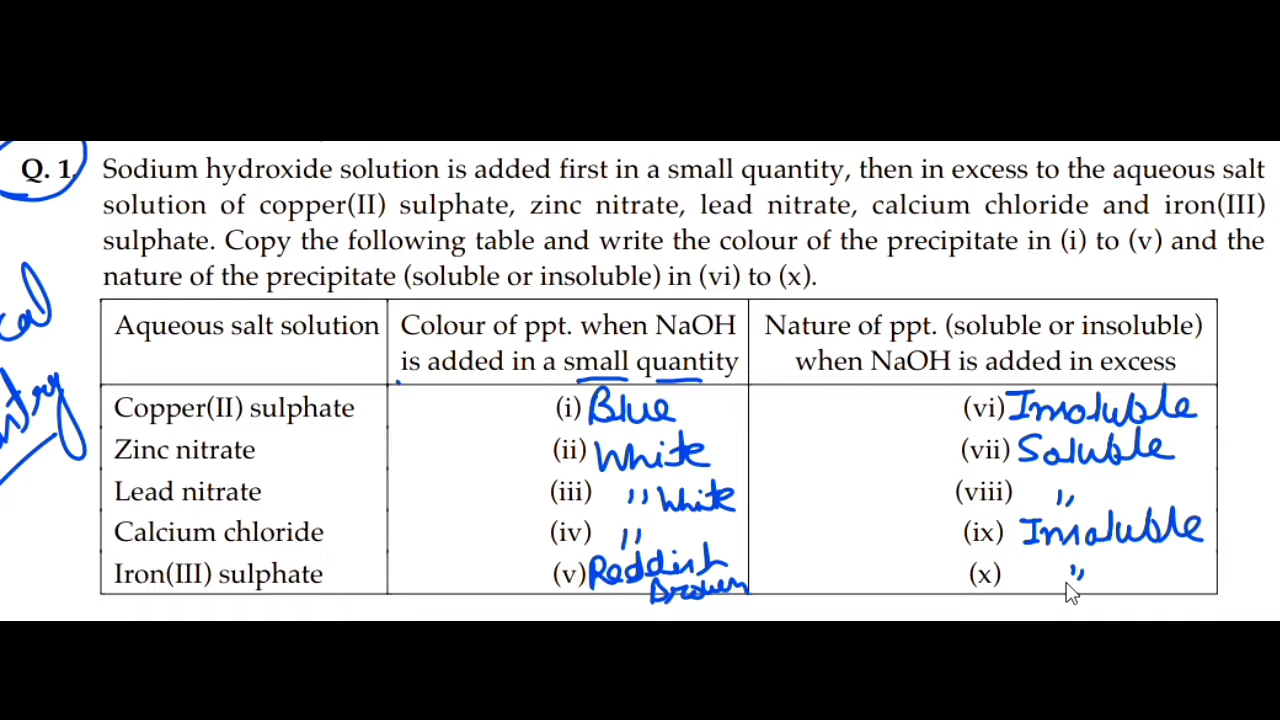 Q. 1. Sodium hydroxide solution is added first in a small quantity, then in excess to the aqueous salt
solution of copper(II) sulphate, zinc nitrate, lead nitrate, calcium chloride and iron(III)
sulphate. Copy the following table and write the colour of the precipitate in (i) to (v) and the
nature of the precipitate (soluble or insoluble) in (vi) to (x).
Aqueous salt solution Colour of ppt. when NaOH Nature of ppt. (soluble or insoluble)
is added in a small quantity when NaOH is added in excess
Copper(II) sulphate (i) Blue (vi) Insoluble
Zinc nitrate (ii) White (vii) Soluble
Lead nitrate (iii) " White (viii) "
Calcium chloride (iv) " (ix) Insoluble
Iron(III) sulphate (v) Reddish (x) "
Brown